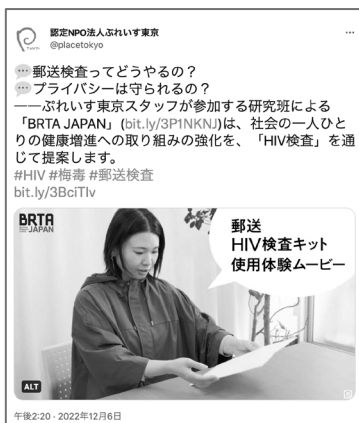 認定NPO法人ぷれいす東京
@placetokyo
💬郵送検査ってどうやるの？
💬プライバシーは守られるの？
――ぷれいす東京スタッフが参加する研究班による
「BRTA JAPAN」(bit.ly/3P1NKNJ)は、社会の一人ひと
りの健康増進への取り組みの強化を、「HIV検査」を通
じて提案します。
#HIV #梅毒 #郵送検査
bit.ly/3BciTIv
BRTA
JAPAN
郵送
HIV検査キット
使用体験ムービー
ALT
午後2:20 · 2022年12月6日